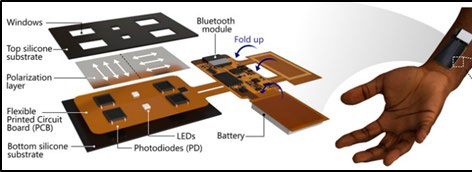 Windows
Top silicone
substrate
Polarization
layer
Flexible
Printed Circuit
Board (PCB)
Bottom silicone
substrate
Bluetooth
module
Fold up
LEDs
Photodiodes (PD)
Battery